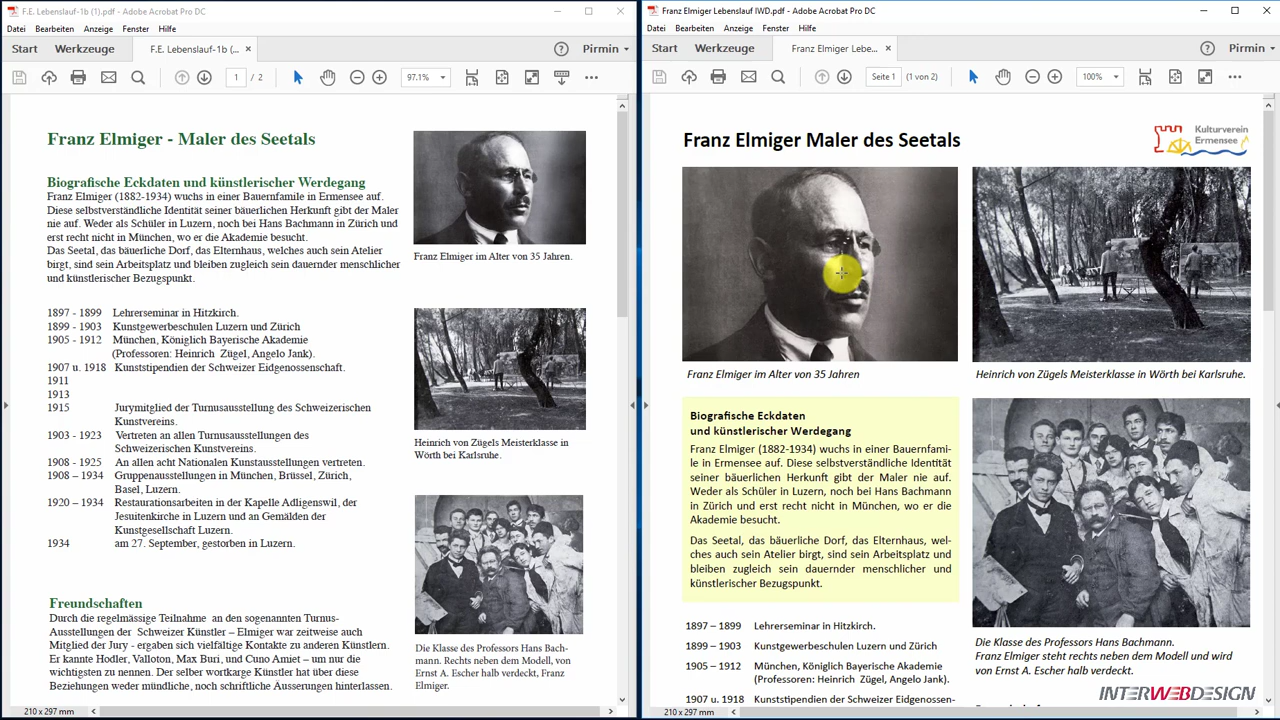 F.E. Lebenslauf-1b (1).pdf - Adobe Acrobat Pro DC
Datei Bearbeiten Anzeige Fenster Hilfe
Start Werkzeuge F.E. Lebenslauf-1b (... × Pirmin
1 / 2 97.1%
Franz Elmiger - Maler des Seetals
Biografische Eckdaten und künstlerischer Werdegang
Franz Elmiger (1882-1934) wuchs in einer Bauernfamile in Ermensee auf.
Diese selbstverständliche Identität seiner bäuerlichen Herkunft gibt der Maler
nie auf. Weder als Schüler in Luzern, noch bei Hans Bachmann in Zürich und
erst recht nicht in München, wo er die Akademie besucht.
Das Seetal, das bäuerliche Dorf, das Elternhaus, welches auch sein Atelier
birgt, sind sein Arbeitsplatz und bleiben zugleich sein dauernder menschlicher
und künstlerischer Bezugspunkt.
1897 - 1899 Lehrerseminar in Hitzkirch.
1899 - 1903 Kunstgewerbeschulen Luzern und Zürich
1905 - 1912 München, Königlich Bayerische Akademie
(Professoren: Heinrich Zügel, Angelo Jank).
1907 u. 1918 Kunststipendien der Schweizer Eidgenossenschaft.
1911
1913
1915 Jurymitglied der Turnusausstellung des Schweizerischen
Kunstvereins.
1903 - 1923 Vertreten an allen Turnusausstellungen des
Schweizerischen Kunstvereins.
1908 - 1925 An allen acht Nationalen Kunstausstellungen vertreten.
1908 – 1934 Gruppenausstellungen in München, Brüssel, Zürich,
Basel, Luzern.
1920 – 1934 Restaurationsarbeiten in der Kapelle Adligenswil, der
Jesuitenkirche in Luzern und an Gemälden der
Kunstgesellschaft Luzern.
1934 am 27. September, gestorben in Luzern.
Freundschaften
Durch die regelmässige Teilnahme an den sogenannten Turnus-
Ausstellungen der Schweizer Künstler – Elmiger war zeitweise auch
Mitglied der Jury - ergaben sich vielfältige Kontakte zu anderen Künstlern.
Er kannte Hodler, Valloton, Max Buri, und Cuno Amiet – um nur die
wichtigsten zu nennen. Der selber wortkarge Künstler hat über diese
Beziehungen weder mündliche, noch schriftliche Äusserungen hinterlassen.
Franz Elmiger im Alter von 35 Jahren.
Heinrich von Zügels Meisterklasse in
Wörth bei Karlsruhe.
Die Klasse des Professors Hans Bach-
mann. Rechts neben dem Modell, von
Ernst A. Escher halb verdeckt, Franz
Elmiger.
210 x 297 mm
Franz Elmiger Lebenslauf IWD.pdf - Adobe Acrobat Pro DC
Datei Bearbeiten Anzeige Fenster Hilfe
Start Werkzeuge Franz Elmiger Lebe... × Pirmin
Seite 1 (1 von 2) 100%
Franz Elmiger Maler des Seetals
Kulturverein
Ermensee
Franz Elmiger im Alter von 35 Jahren
Heinrich von Zügels Meisterklasse in Wörth bei Karlsruhe.
Biografische Eckdaten
und künstlerischer Werdegang
Franz Elmiger (1882-1934) wuchs in einer Bauernfami-
lie in Ermensee auf. Diese selbstverständliche Identität
seiner bäuerlichen Herkunft gibt der Maler nie auf.
Weder als Schüler in Luzern, noch bei Hans Bachmann
in Zürich und erst recht nicht in München, wo er die
Akademie besucht.
Das Seetal, das bäuerliche Dorf, das Elternhaus, wel-
ches auch sein Atelier birgt, sind sein Arbeitsplatz und
bleiben zugleich sein dauernder menschlicher und
künstlerischer Bezugspunkt.
1897 – 1899 Lehrerseminar in Hitzkirch.
1899 – 1903 Kunstgewerbeschulen Luzern und Zürich
1905 – 1912 München, Königlich Bayerische Akademie
(Professoren: Heinrich Zügel, Angelo Jank).
1907 u. 1918 Kunststipendien der Schweizer Eidgenossen-
Die Klasse des Professors Hans Bachmann.
Franz Elmiger steht rechts neben dem Modell und wird
von Ernst A. Escher halb verdeckt.
INTERWEBDESIGN
210 x 297 mm